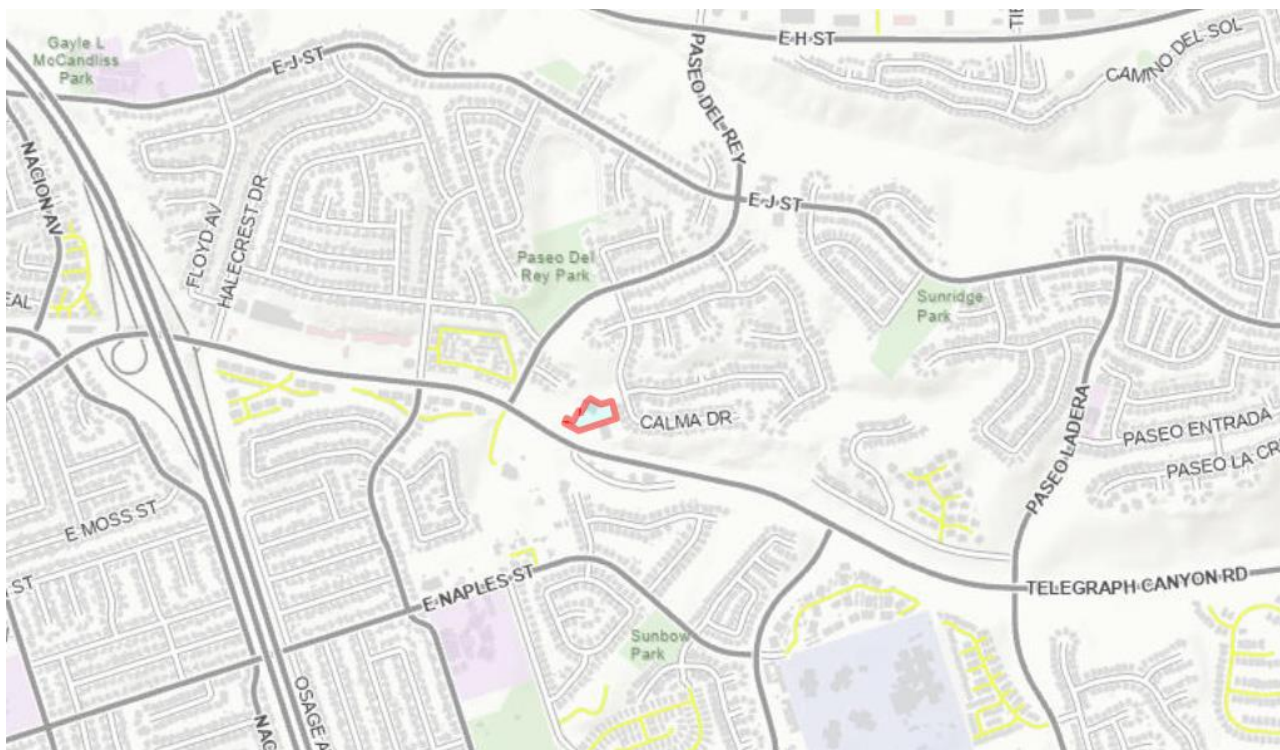 Gayle L
McCandliss
Park
E J ST
E H ST
PASEO DEL REY
CAMINO DEL SOL
NACION AV
FLOYD AV
HALECREST DR
Paseo Del
Rey Park
E J ST
Sunridge
Park
CALMA DR
PASEO LADERA
PASEO ENTRADA
PASEO LA CR
E MOSS ST
ST
E NAPLES ST
TELEGRAPH CANYON RD
Sunbow
Park
OSAGE A
NAC